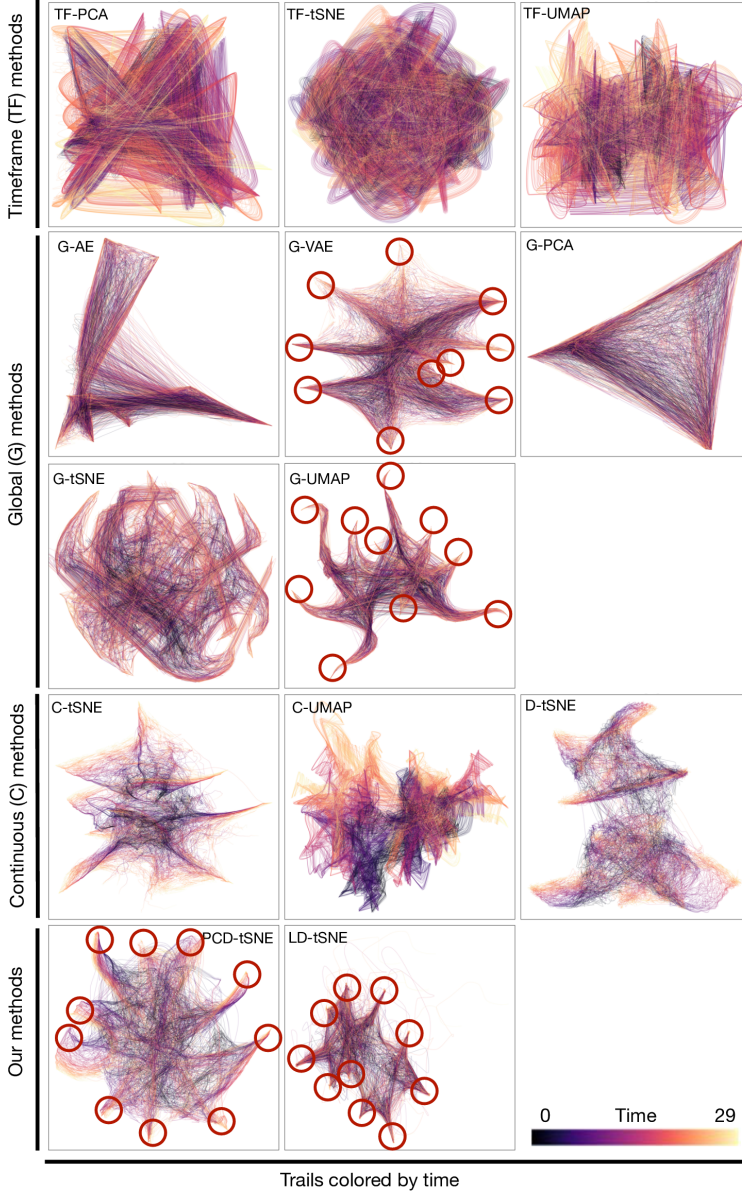 Timeframe (TF) methods
TF-PCA
TF-tSNE
TF-UMAP
Global (G) methods
G-AE
G-VAE
G-PCA
G-tSNE
G-UMAP
Continuous (C) methods
C-tSNE
C-UMAP
D-tSNE
Our methods
PCD-tSNE
LD-tSNE
0 Time 29
Trails colored by time